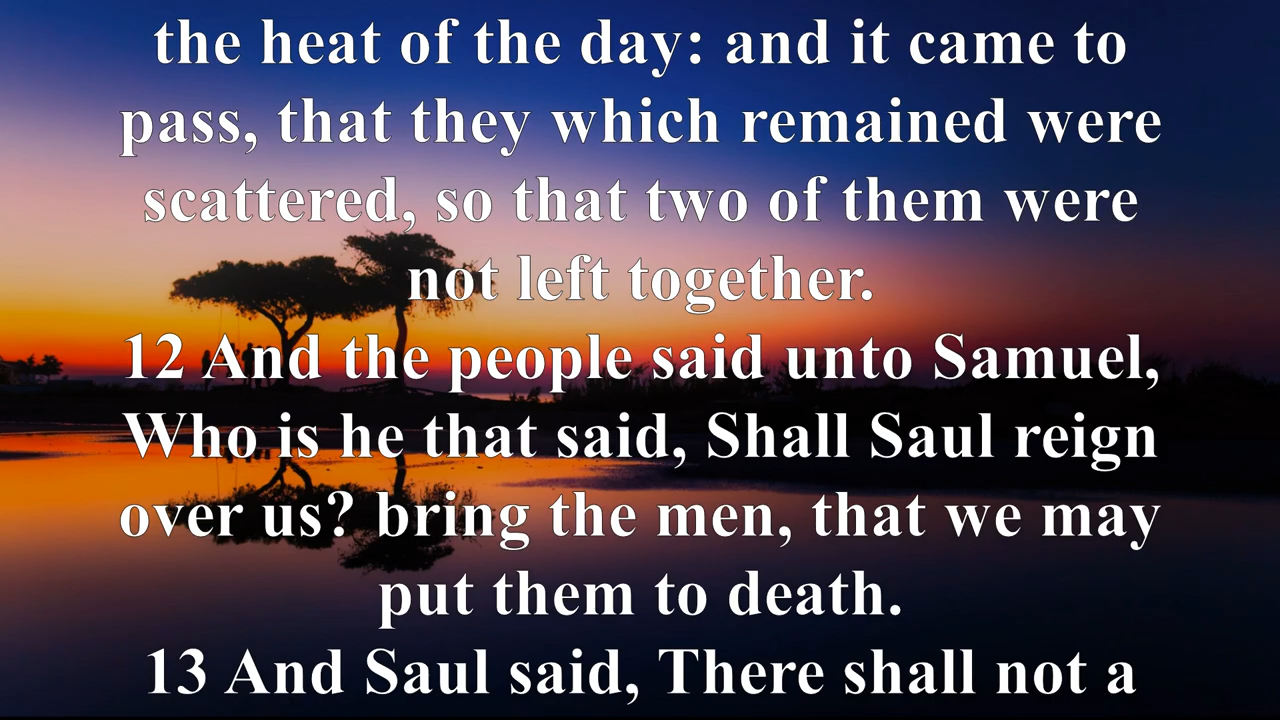 the heat of the day: and it came to
pass, that they which remained were
scattered, so that two of them were
not left together.
12 And the people said unto Samuel,
Who is he that said, Shall Saul reign
over us? bring the men, that we may
put them to death.
13 And Saul said, There shall not a